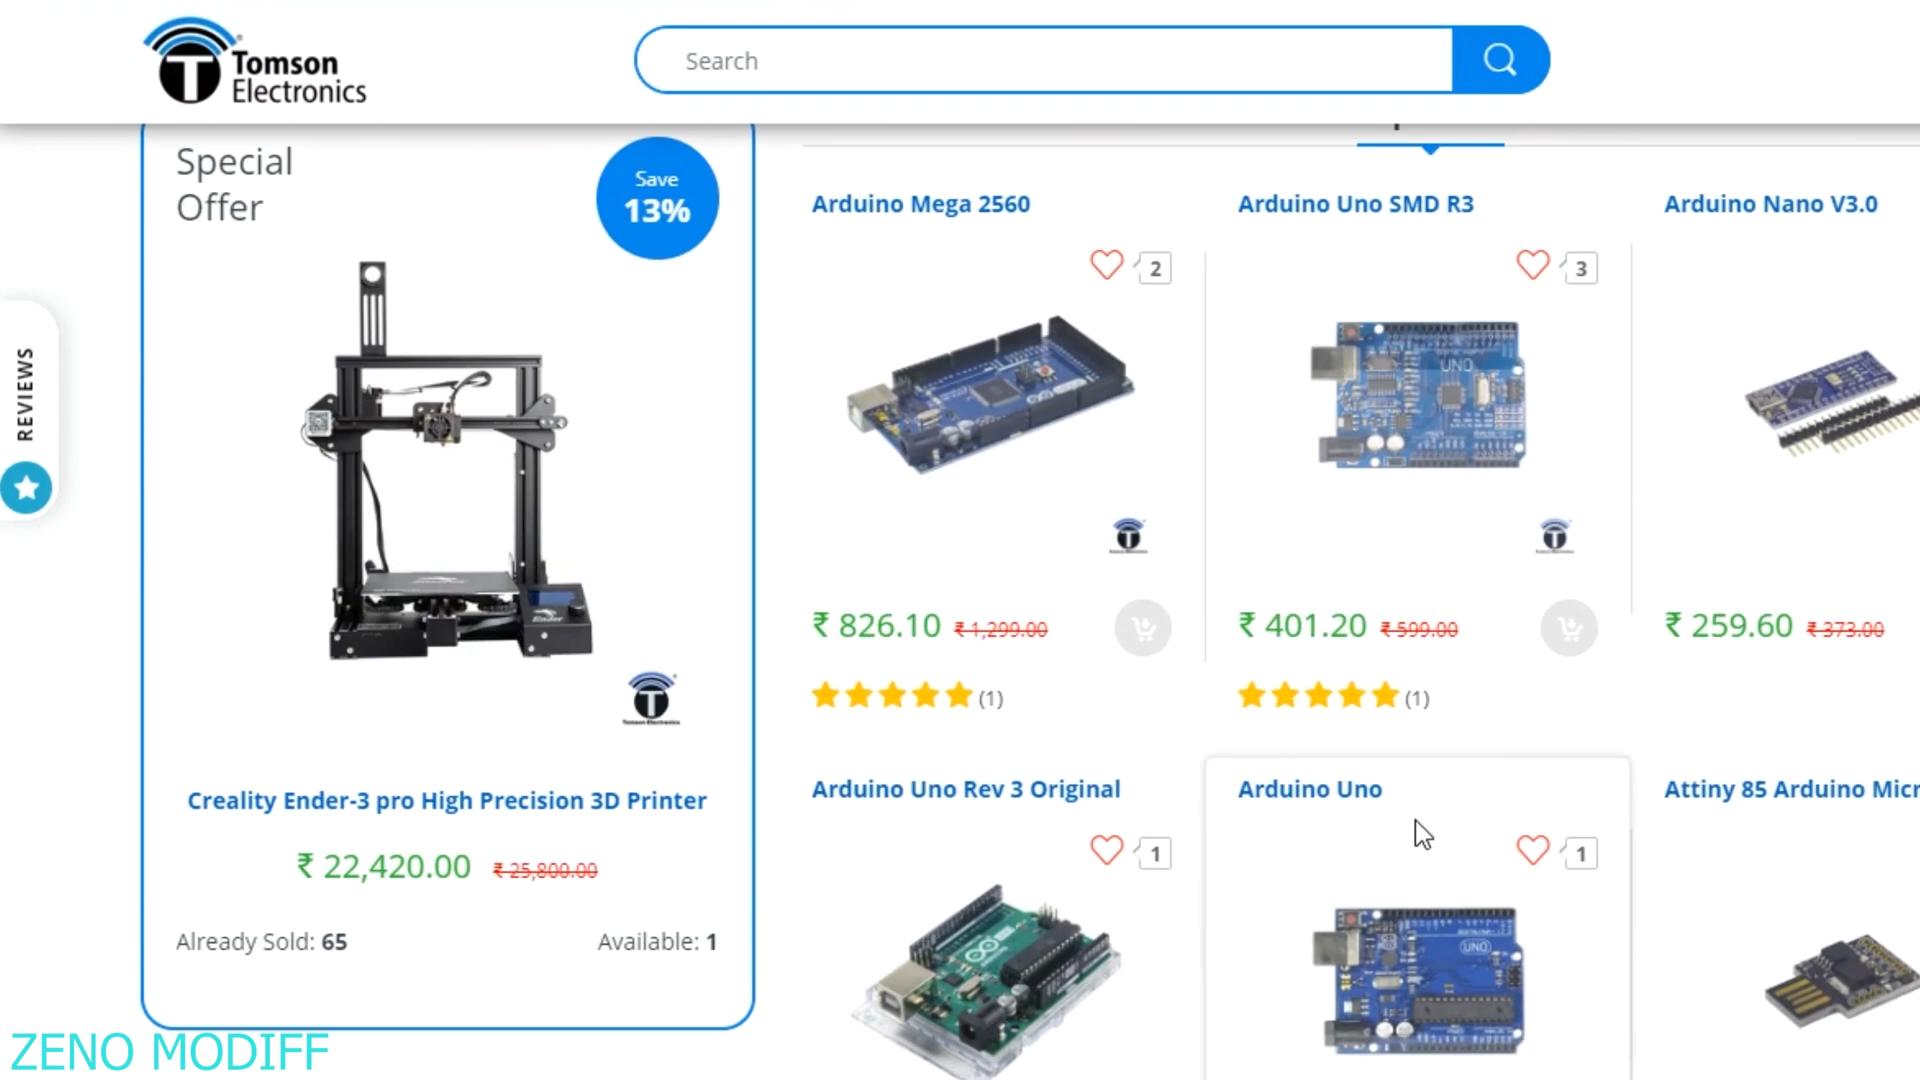 Tomson
Electronics
Search
Special
Offer
Save
13%
REVIEWS
Creality Ender-3 pro High Precision 3D Printer
₹ 22,420.00 ₹ 25,800.00
Already Sold: 65
Available: 1
Arduino Mega 2560
2
₹ 826.10 ₹ 1,299.00
(1)
Arduino Uno SMD R3
3
UNO
₹ 401.20 ₹ 599.00
(1)
Arduino Nano V3.0
₹ 259.60 ₹ 373.00
Arduino Uno Rev 3 Original
1
Arduino Uno
1
UNO
Attiny 85 Arduino Micr
ZENO MODIFF